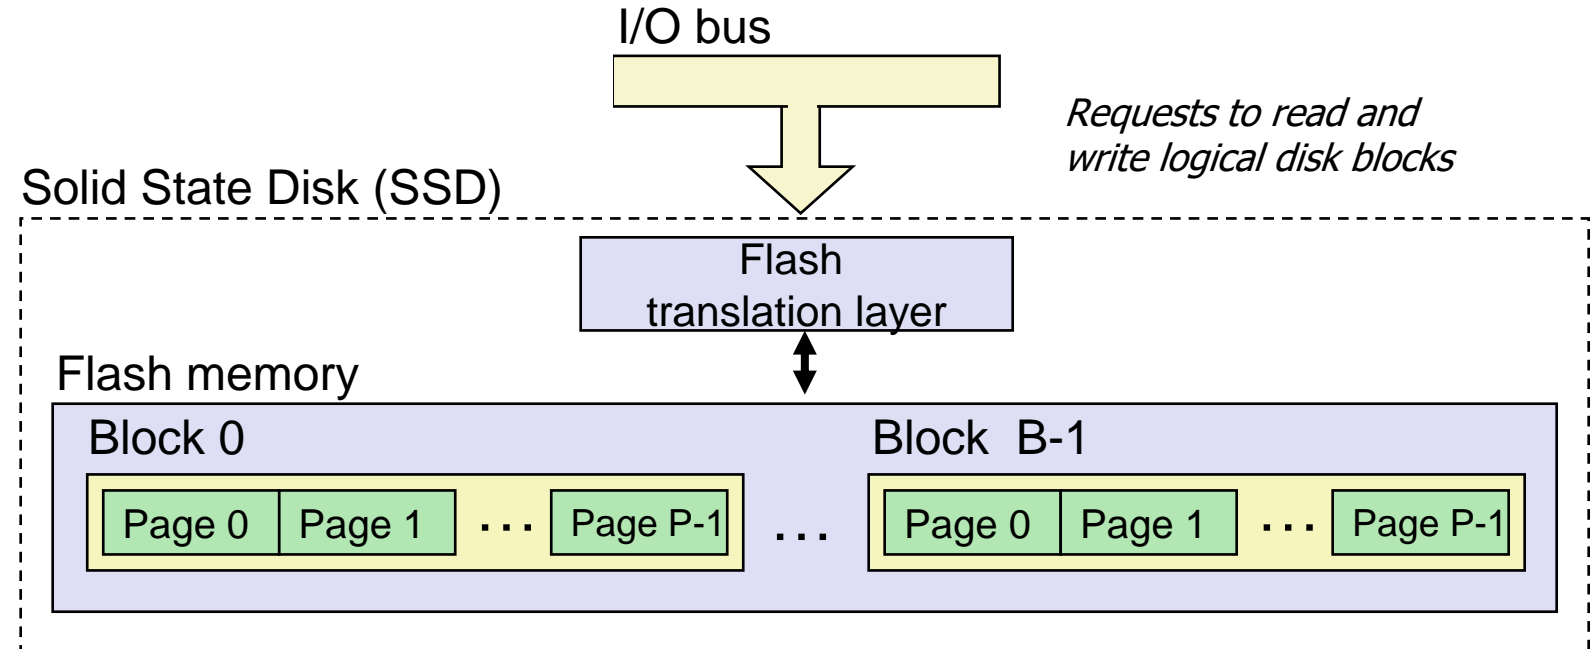 I/O bus
Requests to read and
write logical disk blocks
Solid State Disk (SSD)
Flash
translation layer
Flash memory
Block 0
Block B-1
Page 0 Page 1 ... Page P-1 ... Page 0 Page 1 ... Page P-1